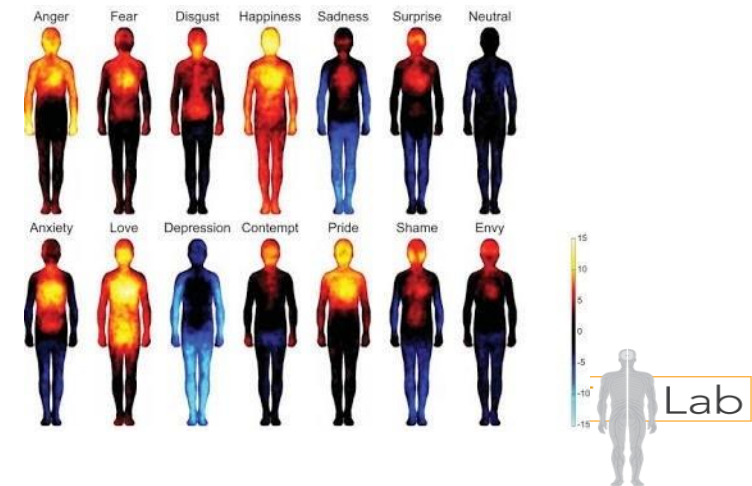 Anger Fear Disgust Happiness Sadness Surprise Neutral
Anxiety Love Depression Contempt Pride Shame Envy
15
10
5
0
-5
-10
-15
Lab